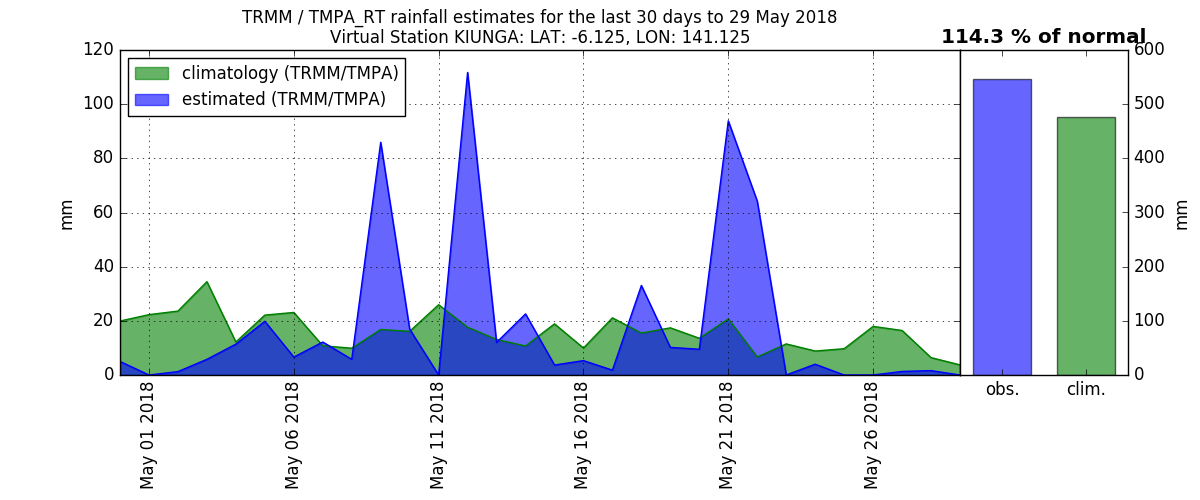 TRMM / TMPA_RT rainfall estimates for the last 30 days to 29 May 2018
Virtual Station KIUNGA: LAT: -6.125, LON: 141.125
114.3 % of normal
climatology (TRMM/TMPA)
estimated (TRMM/TMPA)
120
100
80
60
40
20
0
mm
May 01 2018
May 06 2018
May 11 2018
May 16 2018
May 21 2018
May 26 2018
600
500
400
300
200
100
0
mm
obs.
clim.